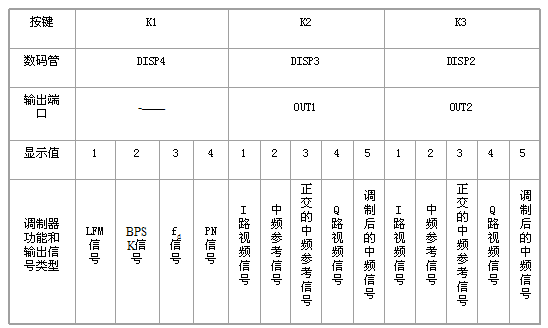 按键 K1 K2 K3
数码管 DISP4 DISP3 DISP2
输出端口 -—— OUT1 OUT2
显示值 1 2 3 4 1 2 3 4 5 1 2 3 4 5
调制器功能和输出信号类型 LFM信号 BPSK信号 fd信号 PN信号 I路视频信号 中频参考信号 正交的中频参考信号 Q路视频信号 调制后的中频信号 I路视频信号 中频参考信号 正交的中频参考信号 Q路视频信号 调制后的中频信号